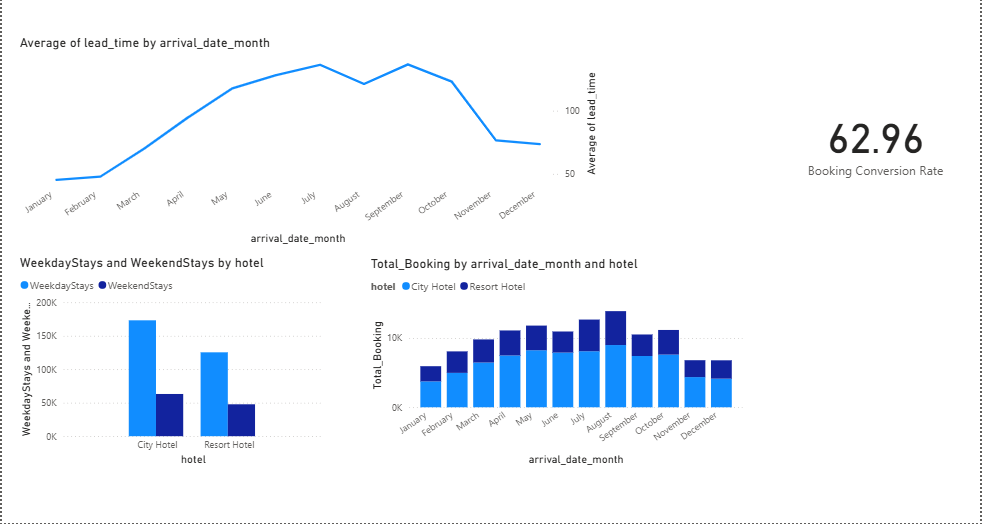 Average of lead_time by arrival_date_month
100
50
Average of lead_time
January
February
March
April
May
June
July
August
September
October
November
December
arrival_date_month
62.96
Booking Conversion Rate
WeekdayStays and WeekendStays by hotel
WeekdayStays WeekendStays
200K
150K
100K
50K
0K
WeekdayStays and Weeke...
City Hotel Resort Hotel
hotel
Total_Booking by arrival_date_month and hotel
hotel City Hotel Resort Hotel
10K
0K
Total_Booking
January
February
March
April
May
June
July
August
September
October
November
December
arrival_date_month